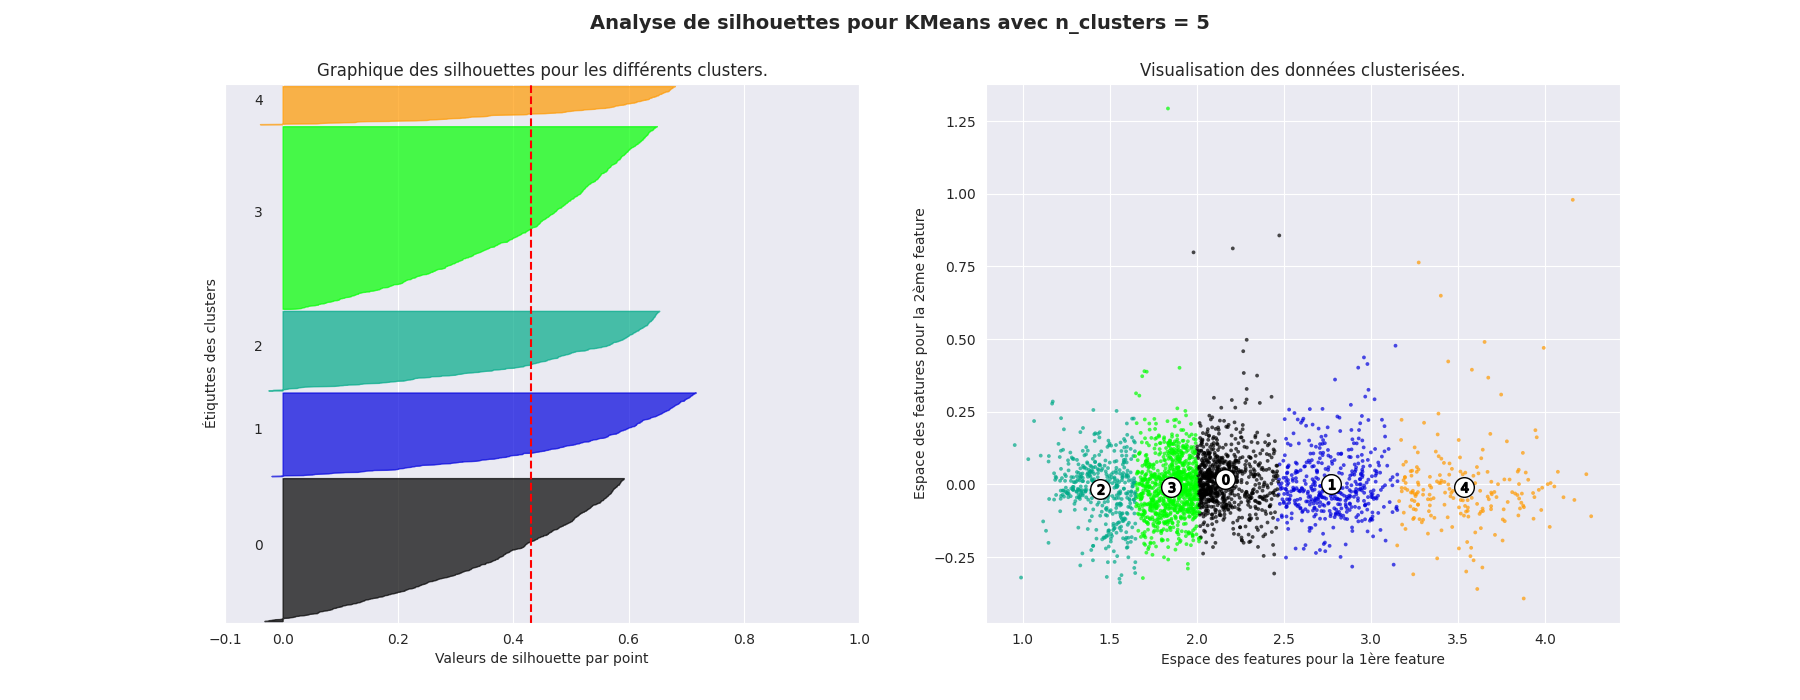 Analyse de silhouettes pour KMeans avec n_clusters = 5
Graphique des silhouettes pour les différents clusters.
Étiquttes des clusters
4
3
2
1
0
−0.1 0.0 0.2 0.4 0.6 0.8 1.0
Valeurs de silhouette par point
Visualisation des données clusterisées.
Espace des features pour la 2ème feature
1.25
1.00
0.75
0.50
0.25
0.00
−0.25
2 3 0 1 4
1.0 1.5 2.0 2.5 3.0 3.5 4.0
Espace des features pour la 1ère feature